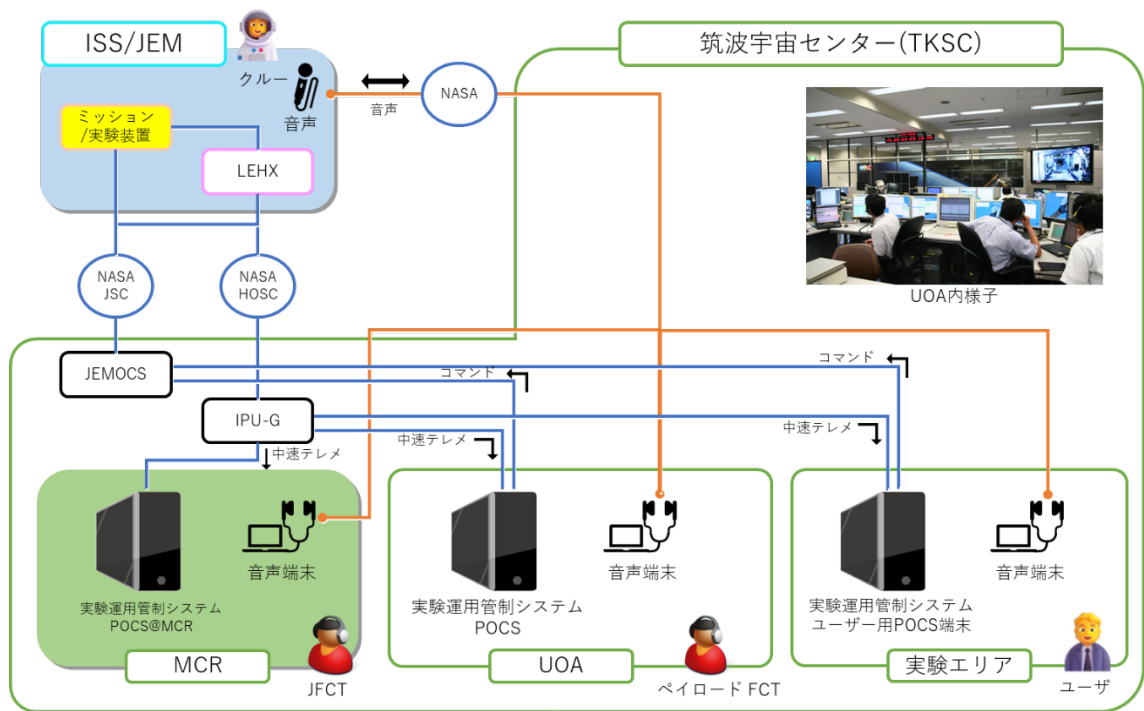 ISS/JEM
筑波宇宙センター(TKSC)
クルー
音声
音声
NASA
ミッション
/実験装置
LEHX
NASA
JSC
NASA
HOSC
UOA内様子
JEMOCS
コマンド
コマンド
IPU-G
中速テレメ
中速テレメ
中速テレメ
音声端末
音声端末
音声端末
実験運用管制システム
POCS@MCR
実験運用管制システム
POCS
実験運用管制システム
ユーザー用POCS端末
MCR
UOA
実験エリア
JFCT
ペイロード FCT
ユーザ